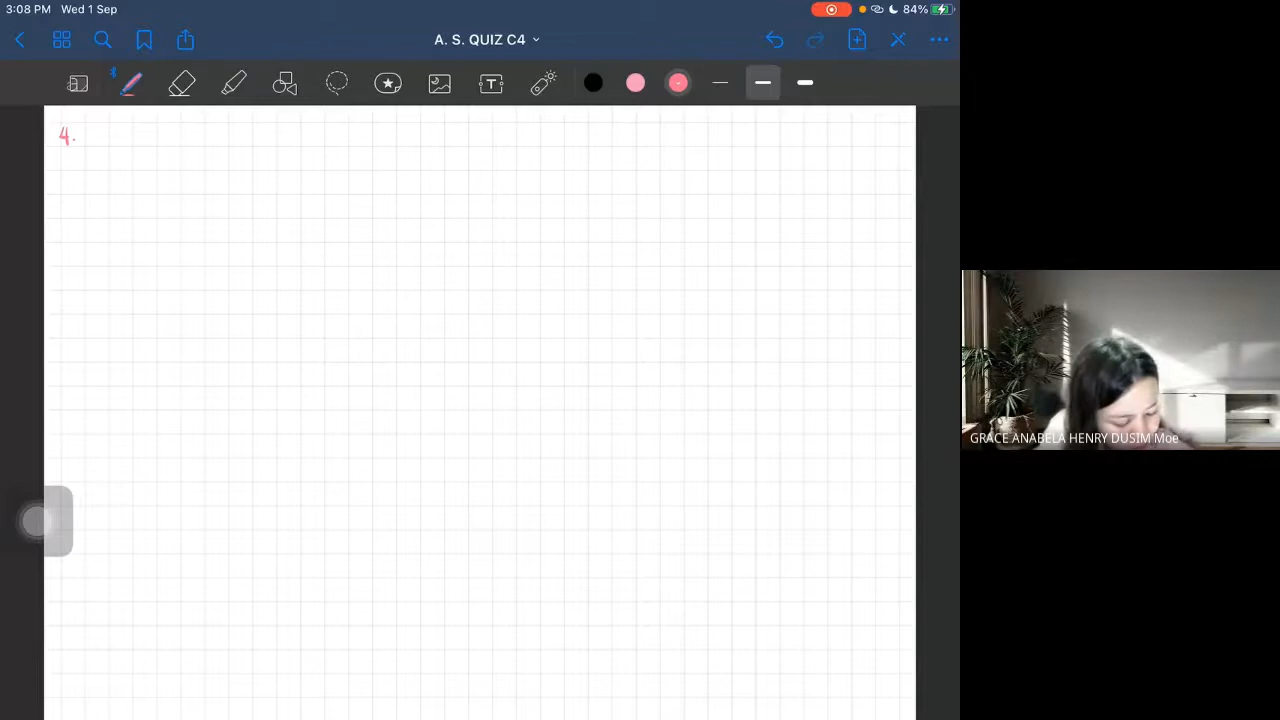 3:08 PM Wed 1 Sep
84%
A. S. QUIZ C4
T
4.
GRACE ANABELA HENRY DUSIM Moe